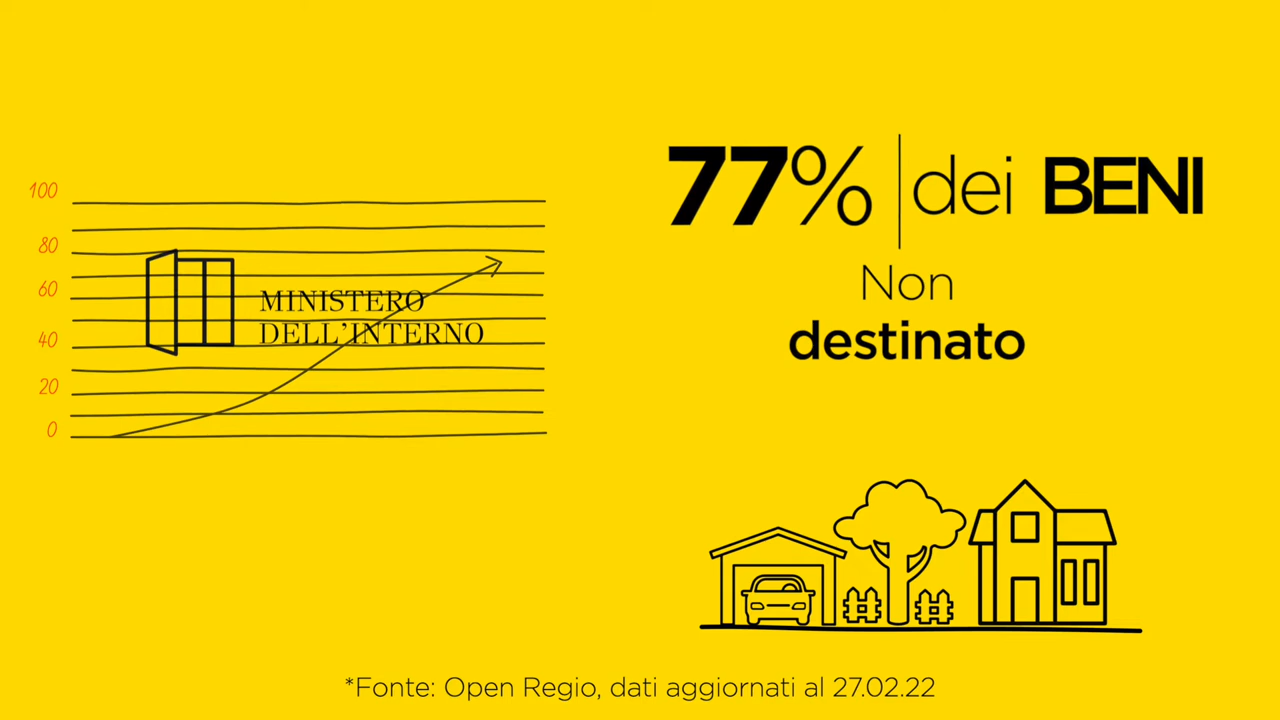 77% dei BENI
Non
destinato
100
80
60
40
20
0
MINISTERO
DELL'INTERNO
*Fonte: Open Regio, dati aggiornati al 27.02.22